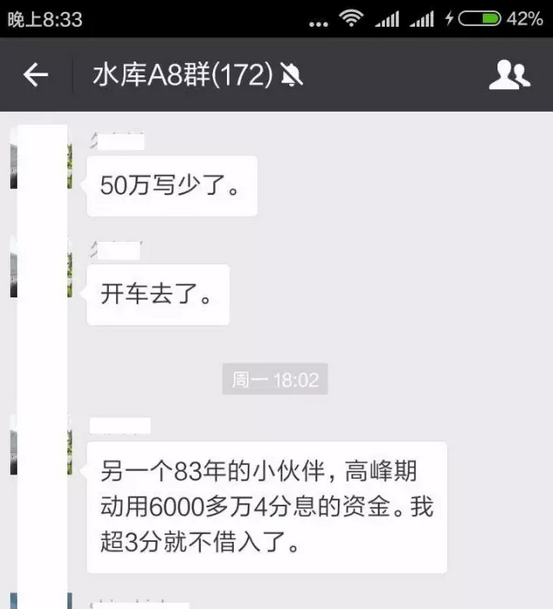 晚上8:33
42%
水库A8群(172)
50万写少了。
开车去了。
周一 18:02
另一个83年的小伙伴，高峰期
动用6000多万4分息的资金。我
超3分就不借入了。